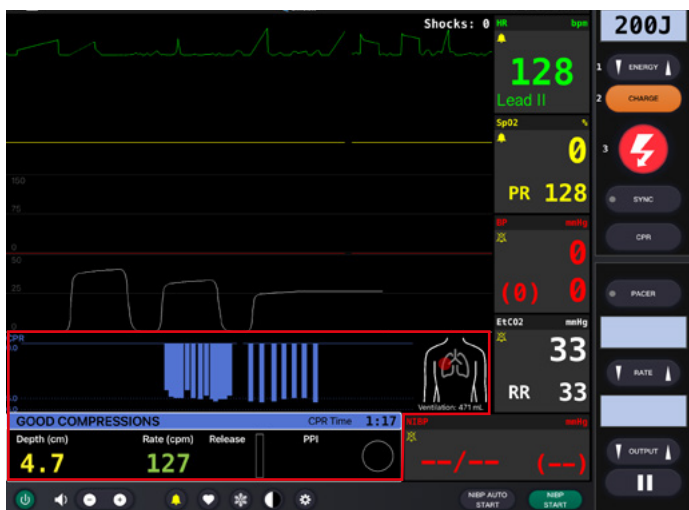 Shocks: 0
HR bpm
128
Lead II
SpO2 %
0
PR 128
150
75
0
BP mmHg
0
(0) 0
50
25
0
EtCO2 mmHg
33
RR 33
CPR
Ventilation: 471 mL
GOOD COMPRESSIONS CPR Time 1:17
Depth (cm) Rate (cpm) Release PPI
4.7 127
NIBP mmHg
--/-- (--)
NIBP AUTO START
NIBP START
200J
1 ENERGY
2 CHARGE
3
SYNC
CPR
PACER
RATE
OUTPUT